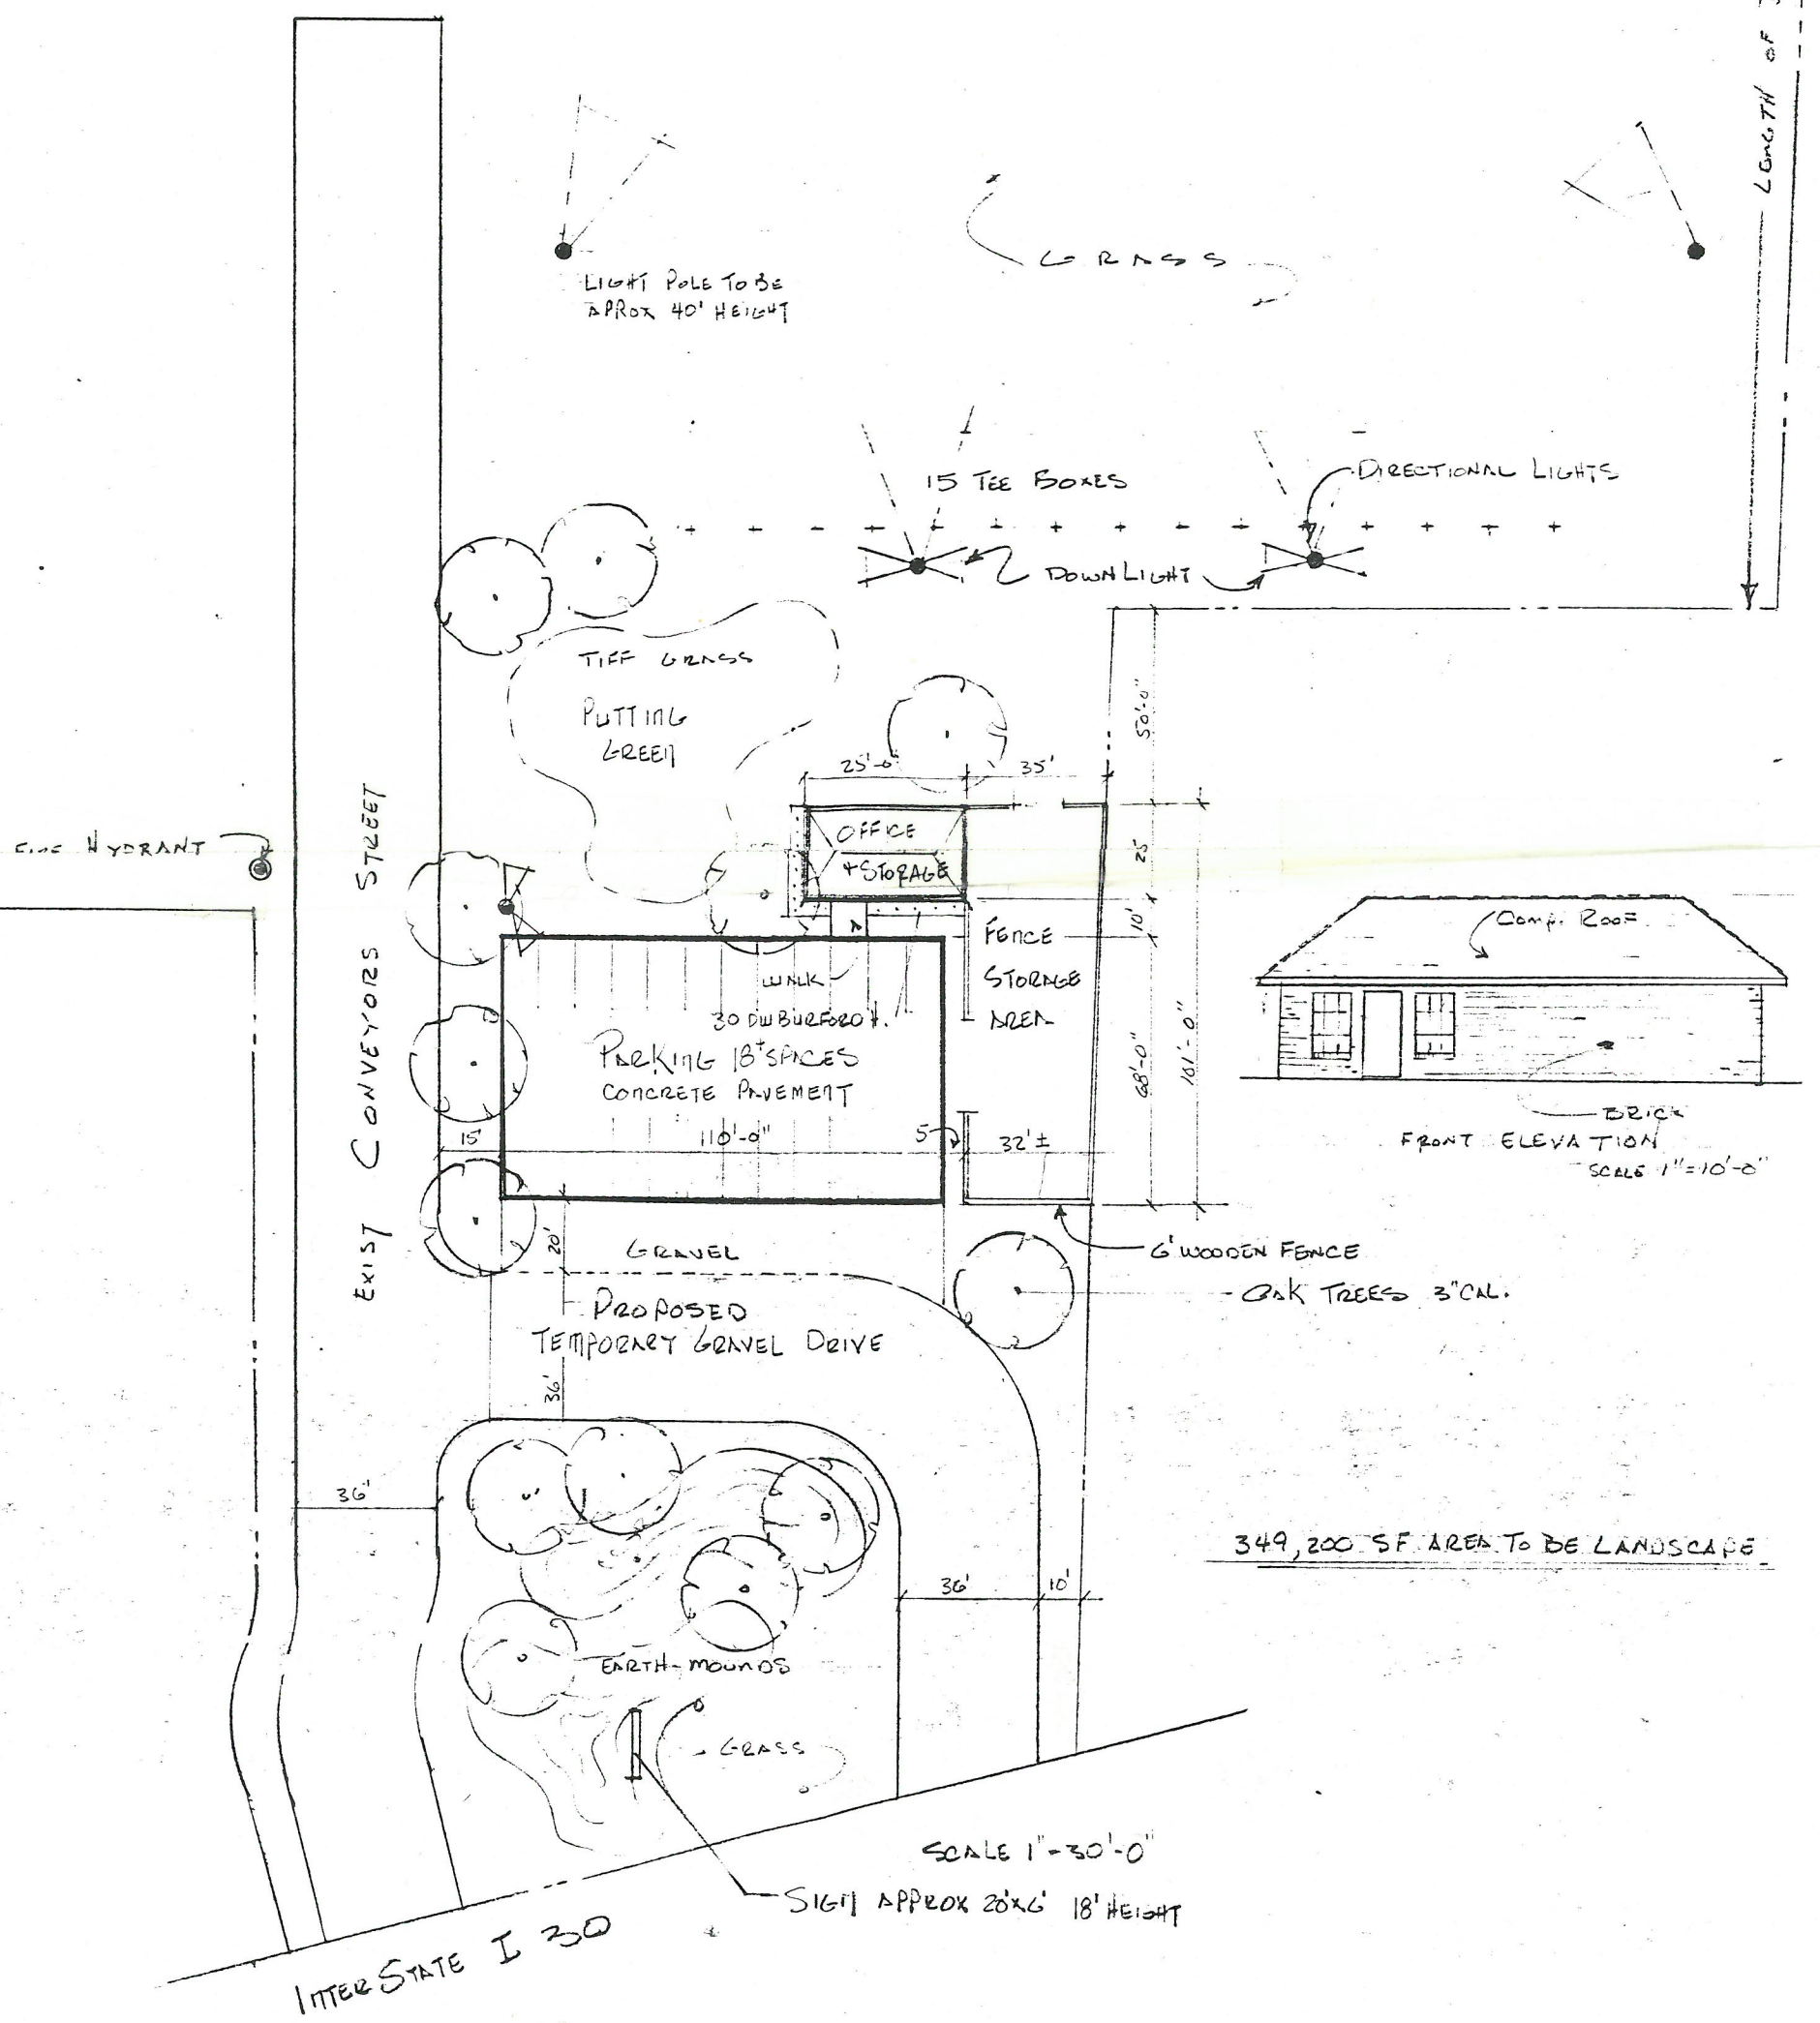 LENGTH OF
GRASS
LIGHT POLE TO BE
APROX 40' HEIGHT
15 TEE BOXES
DIRECTIONAL LIGHTS
DOWN LIGHT
TIFF GRASS
PUTTING
GREEN
50'-0"
25'-0"
35'
OFFICE
+ STORAGE
25'
10'
HYDRANT
EXIST CONVEYORS STREET
FENCE
STORAGE
AREA
WALK
30 DW BURFORD H.
PARKING 18+ SPACES
CONCRETE PAVEMENT
68'-0"
101'-0"
15'
110'-0"
5
32' ±
COMP. ROOF
BRICK
FRONT ELEVATION
SCALE 1"=10'-0"
20'
GRAVEL
6' WOODEN FENCE
OAK TREES 3" CAL.
PROPOSED
TEMPORARY GRAVEL DRIVE
36'
36'
36'
10'
349,200 SF AREA TO BE LANDSCAPE
EARTH-MOUNDS
GRASS
SCALE 1"-30'-0"
SIGN APPROX 20'X6' 18' HEIGHT
INTERSTATE I 30